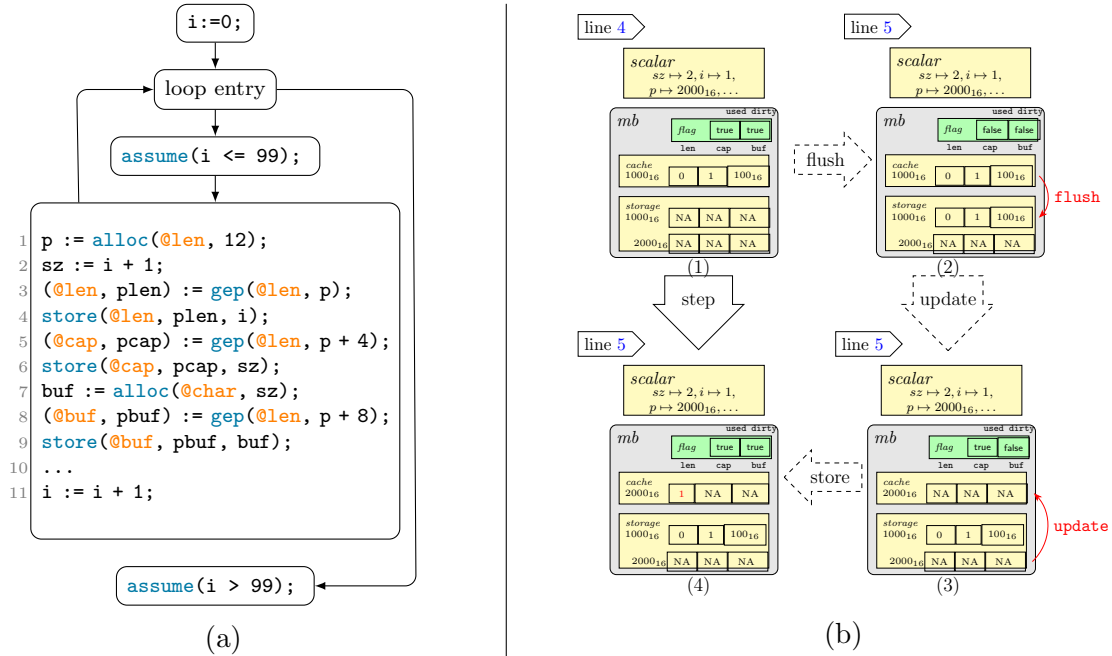 i:=0;
loop entry
assume(i <= 99);
1 p := alloc(@len, 12);
2 sz := i + 1;
3 (@len, plen) := gep(@len, p);
4 store(@len, plen, i);
5 (@cap, pcap) := gep(@len, p + 4);
6 store(@cap, pcap, sz);
7 buf := alloc(@char, sz);
8 (@buf, pbuf) := gep(@len, p + 8);
9 store(@buf, pbuf, buf);
10 ...
11 i := i + 1;
assume(i > 99);
(a)
line 4
scalar
sz ↦ 2, i ↦ 1,
p ↦ 2000₁₆, . . .
used dirty
mb
flag true true
len cap buf
cache
1000₁₆ 0 1 100₁₆
storage
1000₁₆ NA NA NA
2000₁₆ NA NA NA
(1)
flush
line 5
scalar
sz ↦ 2, i ↦ 1,
p ↦ 2000₁₆, . . .
used dirty
mb
flag false false
len cap buf
cache
1000₁₆ 0 1 100₁₆
flush
storage
1000₁₆ 0 1 100₁₆
2000₁₆ NA NA NA
(2)
step
update
line 5
scalar
sz ↦ 2, i ↦ 1,
p ↦ 2000₁₆, . . .
used dirty
mb
flag true true
len cap buf
cache
2000₁₆ 1 NA NA
storage
1000₁₆ 0 1 100₁₆
2000₁₆ NA NA NA
(4)
store
line 5
scalar
sz ↦ 2, i ↦ 1,
p ↦ 2000₁₆, . . .
used dirty
mb
flag true false
len cap buf
cache
2000₁₆ NA NA NA
update
storage
1000₁₆ 0 1 100₁₆
2000₁₆ NA NA NA
(3)
(b)